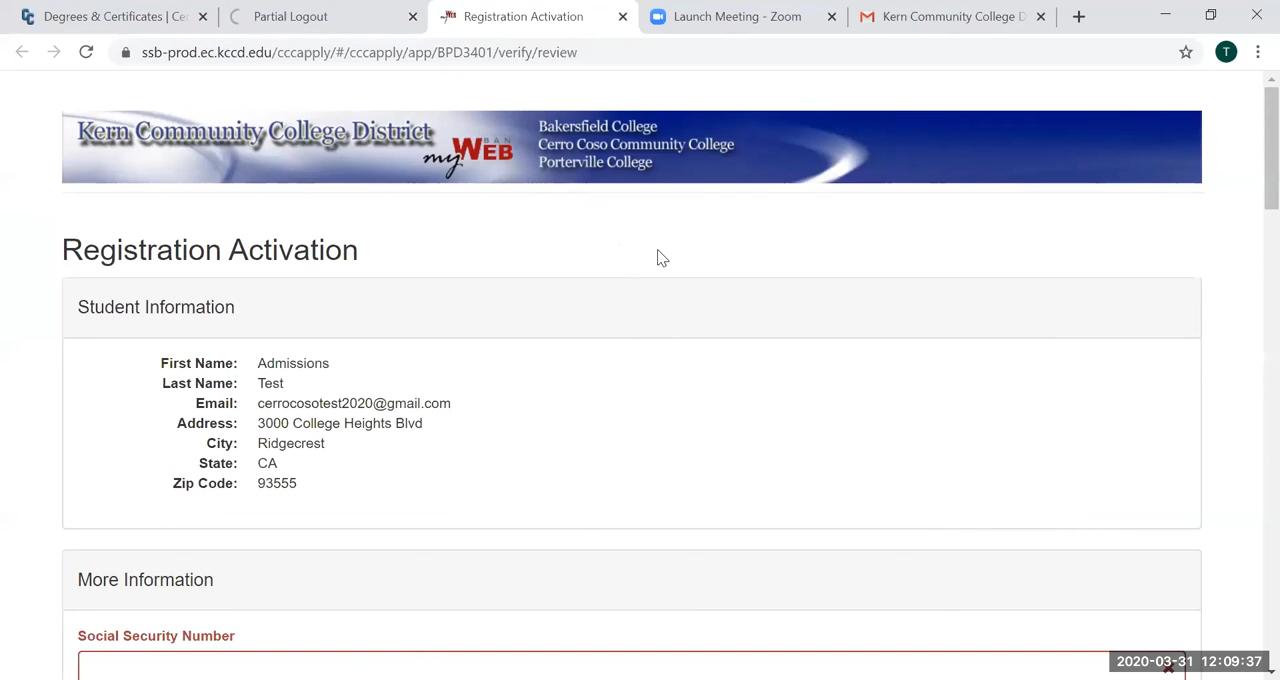 Degrees & Certificates | Ce
Partial Logout
Registration Activation
Launch Meeting - Zoom
Kern Community College D
ssb-prod.ec.kccd.edu/cccapply/#/cccapply/app/BPD3401/verify/review
T
Kern Community College District
my BAN WEB
Bakersfield College
Cerro Coso Community College
Porterville College
Registration Activation
Student Information
First Name: Admissions
Last Name: Test
Email: cerrocosotest2020@gmail.com
Address: 3000 College Heights Blvd
City: Ridgecrest
State: CA
Zip Code: 93555
More Information
Social Security Number
2020-03-31 12:09:37